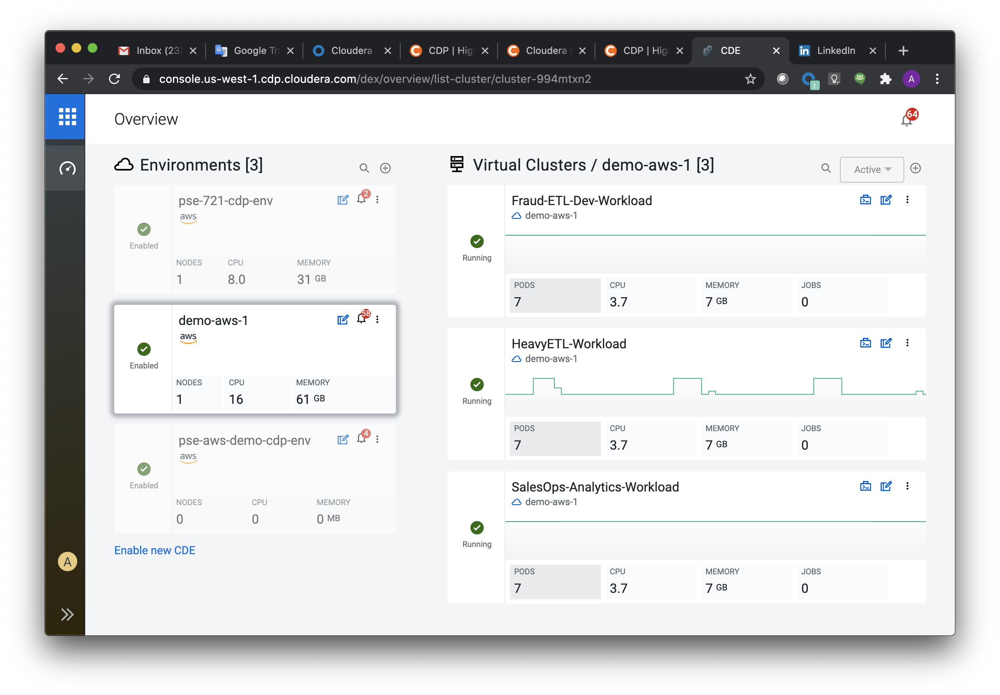 Inbox (23)
Google Tr
Cloudera
CDP | Hig
Cloudera
CDP | Hig
CDE
LinkedIn
console.us-west-1.cdp.cloudera.com/dex/overview/list-cluster/cluster-994mtxn2
A
Overview
64
Environments [3]
pse-721-cdp-env
2
aws
Enabled
NODES CPU MEMORY
1 8.0 31 GB
demo-aws-1
58
aws
Enabled
NODES CPU MEMORY
1 16 61 GB
pse-aws-demo-cdp-env
4
aws
Enabled
NODES CPU MEMORY
0 0 0 MB
Enable new CDE
A
Virtual Clusters / demo-aws-1 [3]
Active
Fraud-ETL-Dev-Workload
demo-aws-1
Running
PODS CPU MEMORY JOBS
7 3.7 7 GB 0
HeavyETL-Workload
demo-aws-1
Running
PODS CPU MEMORY JOBS
7 3.7 7 GB 0
SalesOps-Analytics-Workload
demo-aws-1
Running
PODS CPU MEMORY JOBS
7 3.7 7 GB 0